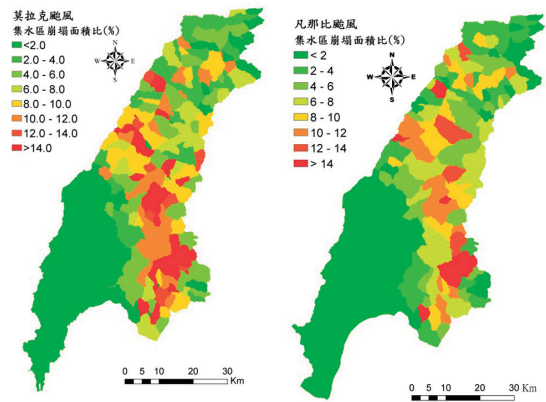 莫拉克颱風
集水區崩塌面積比(%)
<2.0
2.0 - 4.0
4.0 - 6.0
6.0 - 8.0
8.0 - 10.0
10.0 - 12.0
12.0 - 14.0
>14.0
N
W E
S
0 5 10 20 30
Km
凡那比颱風
集水區崩塌面積比(%)
< 2
2 - 4
4 - 6
6 - 8
8 - 10
10 - 12
12 - 14
> 14
N
W E
S
0 5 10 20 30
Km